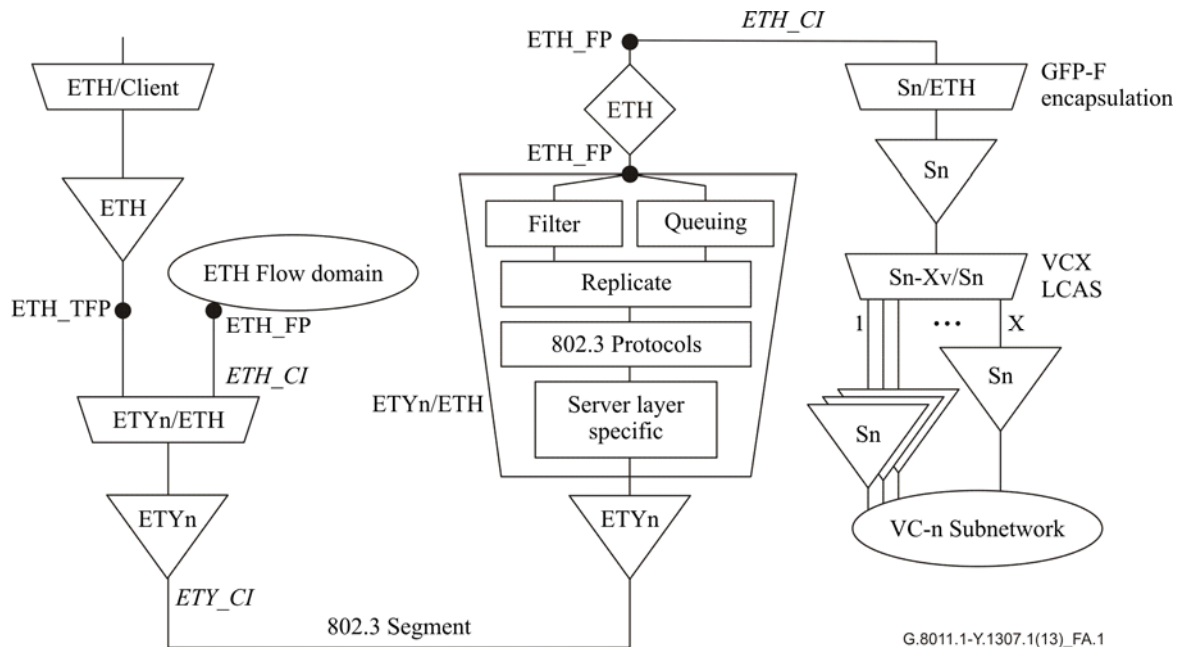 ETH/Client
ETH
ETH_TFP
ETH Flow domain
ETH_FP
ETH_CI
ETYn/ETH
ETYn
ETY_CI
802.3 Segment
ETH_FP
ETH
ETH_FP
Filter
Queuing
Replicate
802.3 Protocols
Server layer
specific
ETYn/ETH
ETYn
ETH_CI
Sn/ETH
GFP-F
encapsulation
Sn
Sn-Xv/Sn
VCX
LCAS
1
...
X
Sn
Sn
VC-n Subnetwork
G.8011.1-Y.1307.1(13)_FA.1